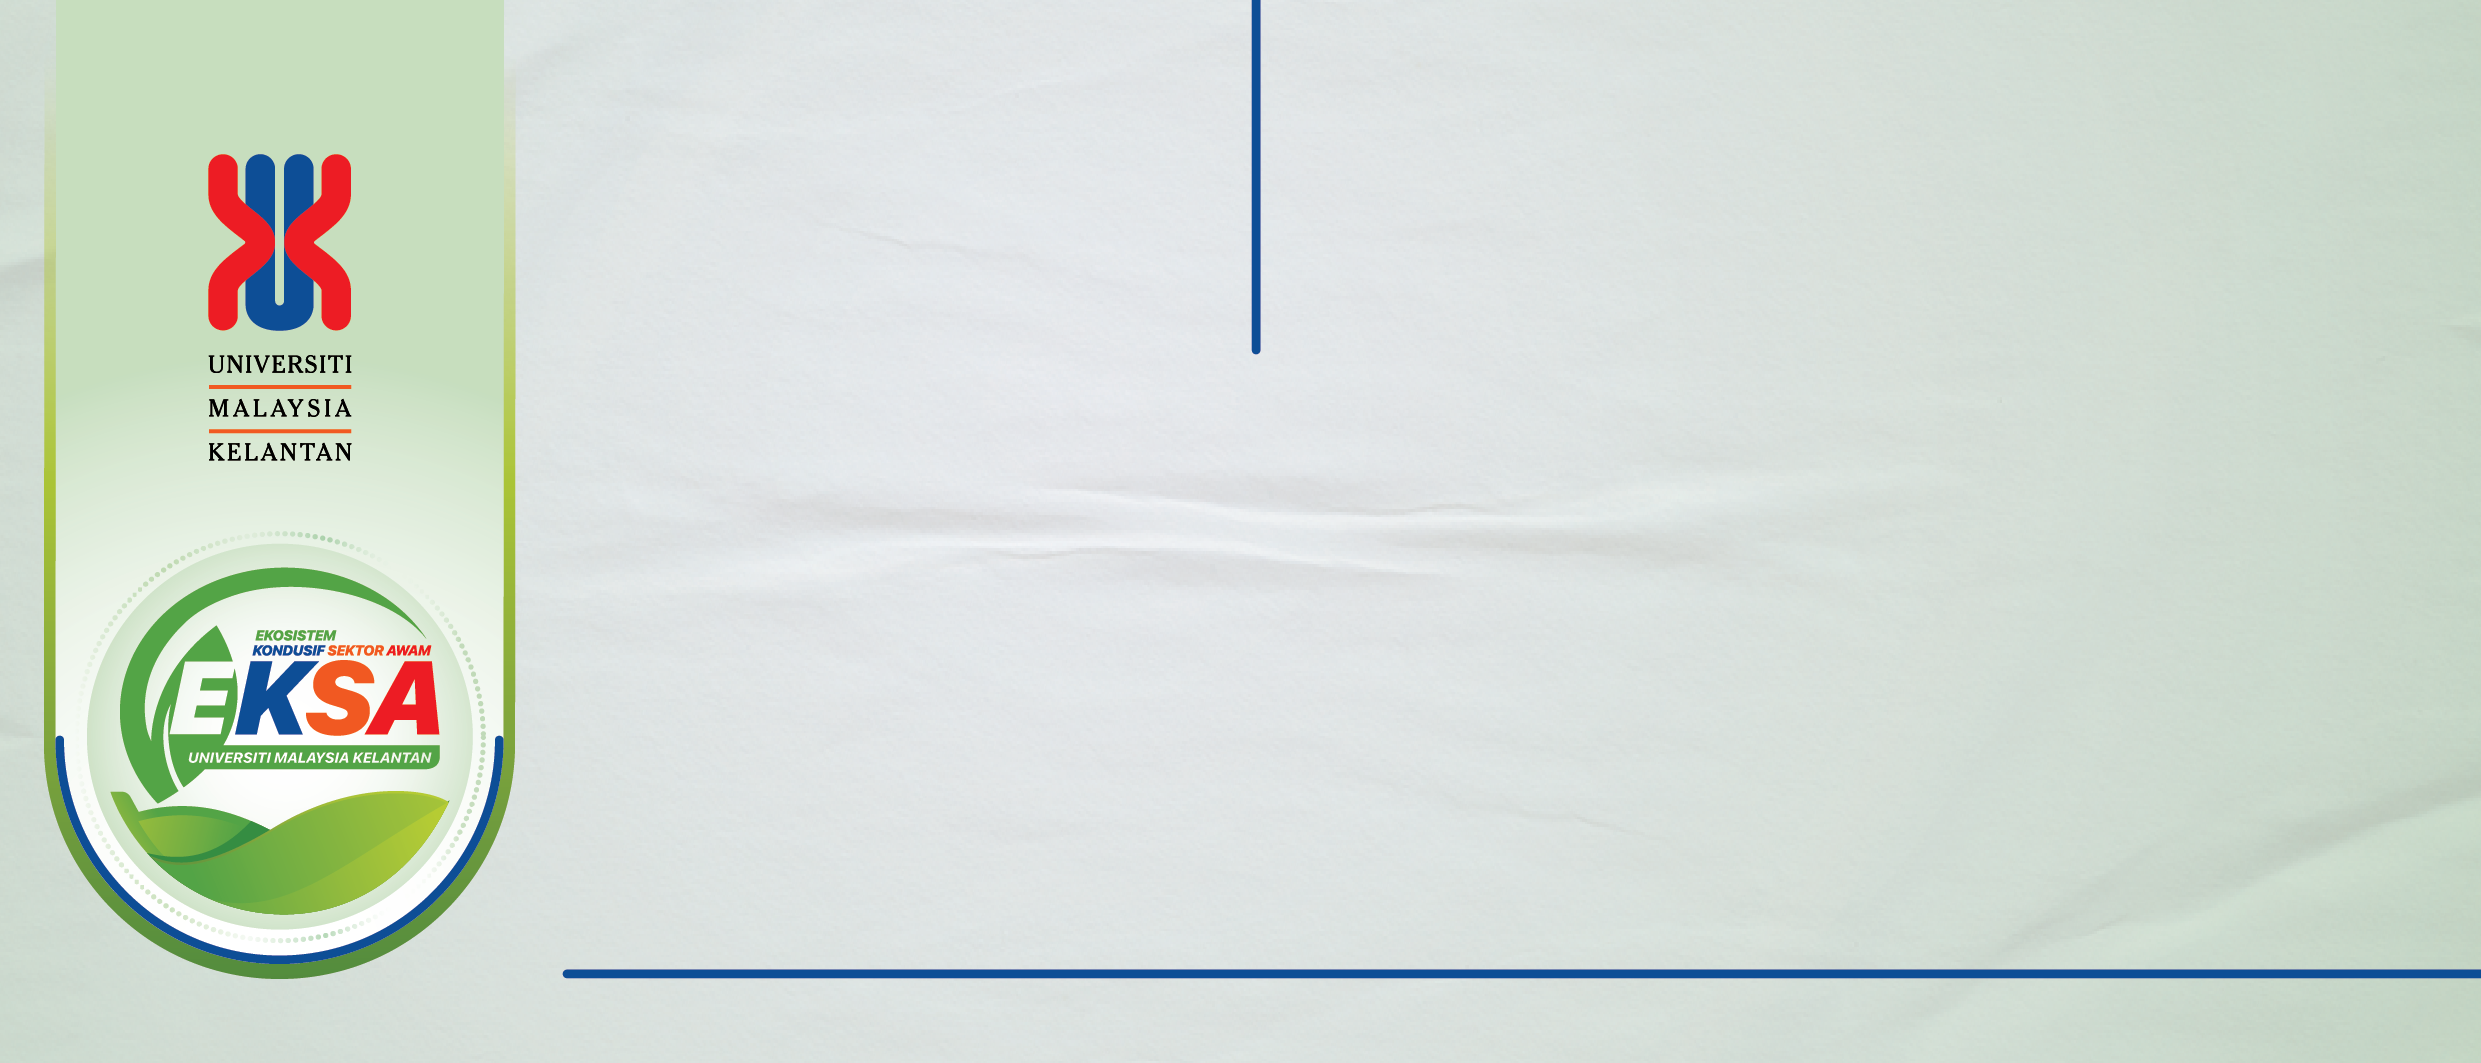 UNIVERSITI
MALAYSIA
KELANTAN
EKOSISTEM
KONDUSIF SEKTOR AWAM
EKSA
UNIVERSITI MALAYSIA KELANTAN